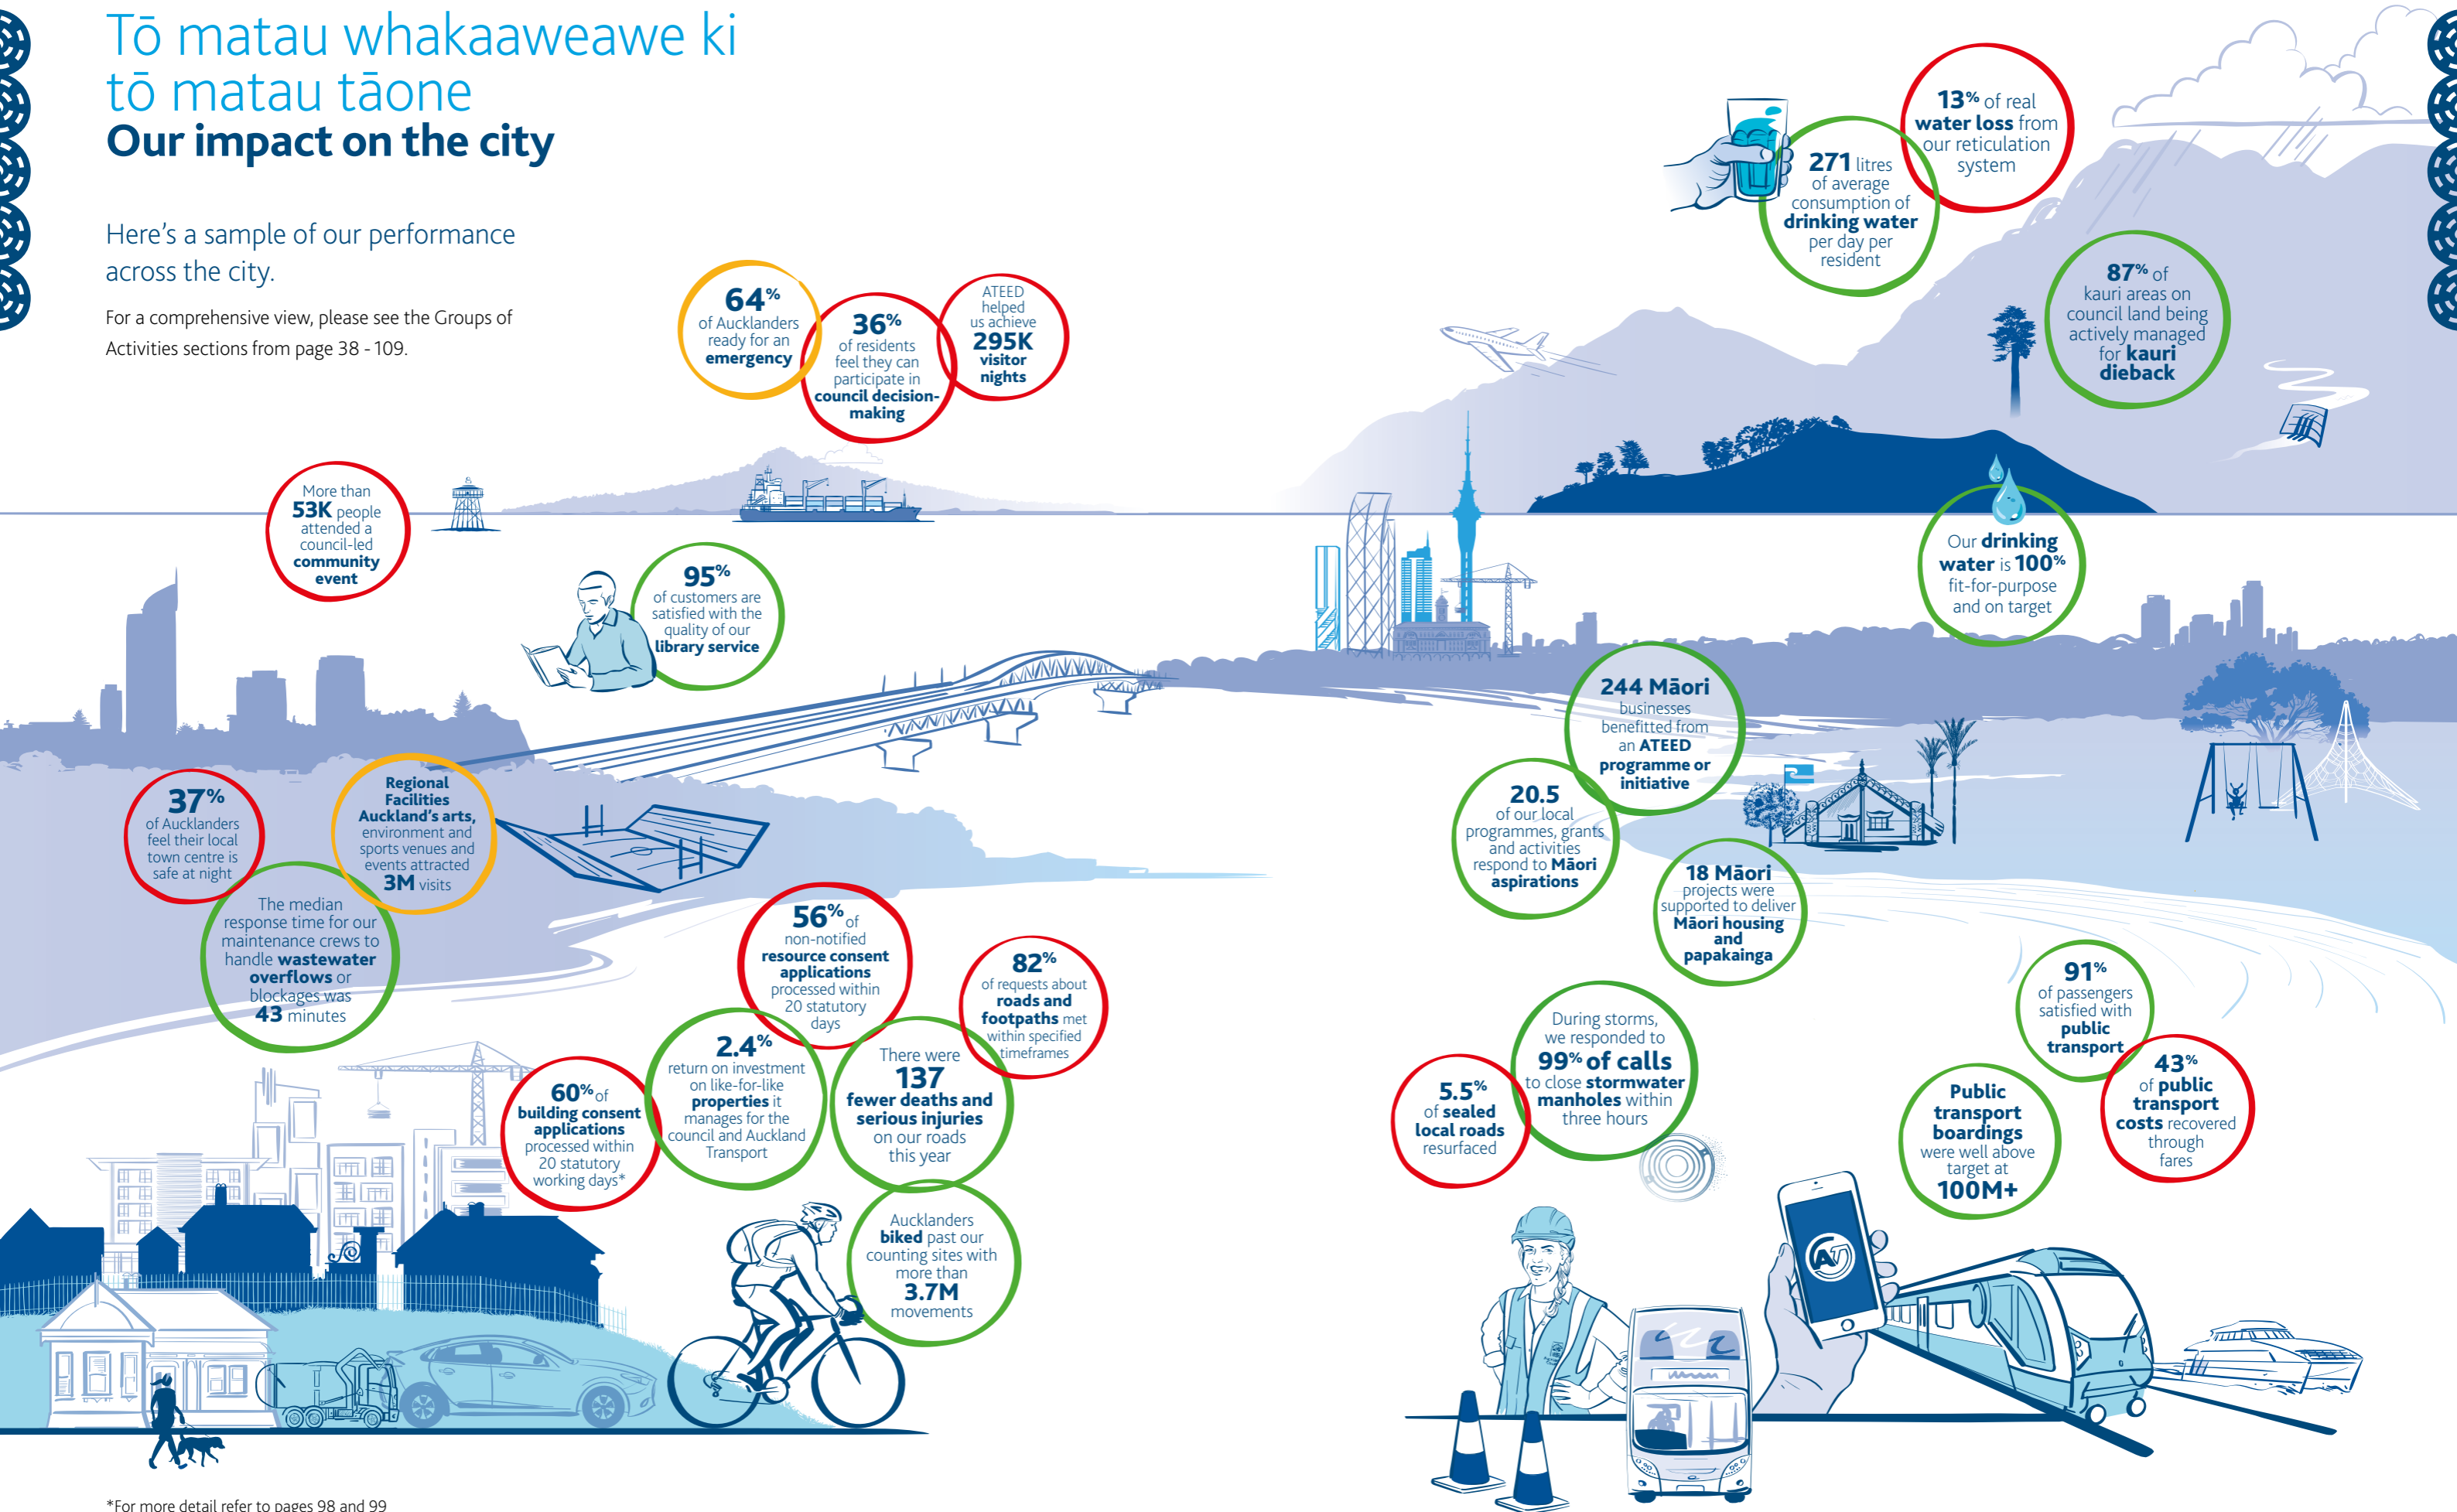 Tō matau whakaaweawe ki
tō matau tāone
Our impact on the city
Here's a sample of our performance
across the city.
For a comprehensive view, please see the Groups of
Activities sections from page 38 - 109.
64%
of Aucklanders
ready for an
emergency
36%
of residents
feel they can
participate in
council decision-
making
ATEED
helped
us achieve
295K
visitor
nights
More than
53K people
attended a
council-led
community
event
95%
of customers are
satisfied with the
quality of our
library service
37%
of Aucklanders
feel their local
town centre is
safe at night
Regional
Facilities
Auckland's arts,
environment and
sports venues and
events attracted
3M visits
The median
response time for our
maintenance crews to
handle wastewater
overflows or
blockages was
43 minutes
56% of
non-notified
resource consent
applications
processed within
20 statutory
days
82%
of requests about
roads and
footpaths met
within specified
timeframes
60% of
building consent
applications
processed within
20 statutory
working days*
2.4%
return on investment
on like-for-like
properties it
manages for the
council and Auckland
Transport
There were
137
fewer deaths and
serious injuries
on our roads
this year
Aucklanders
biked past our
counting sites with
more than
3.7M
movements
*For more detail refer to pages 98 and 99
13% of real
water loss from
our reticulation
system
271 litres
of average
consumption of
drinking water
per day per
resident
87% of
kauri areas on
council land being
actively managed
for kauri
dieback
Our drinking
water is 100%
fit-for-purpose
and on target
244 Māori
businesses
benefitted from
an ATEED
programme or
initiative
20.5
of our local
programmes, grants
and activities
respond to Māori
aspirations
18 Māori
projects were
supported to deliver
Māori housing
and
papakainga
During storms,
we responded to
99% of calls
to close stormwater
manholes within
three hours
5.5%
of sealed
local roads
resurfaced
91%
of passengers
satisfied with
public
transport
43%
of public
transport
costs recovered
through
fares
Public
transport
boardings
were well above
target at
100M+
AT